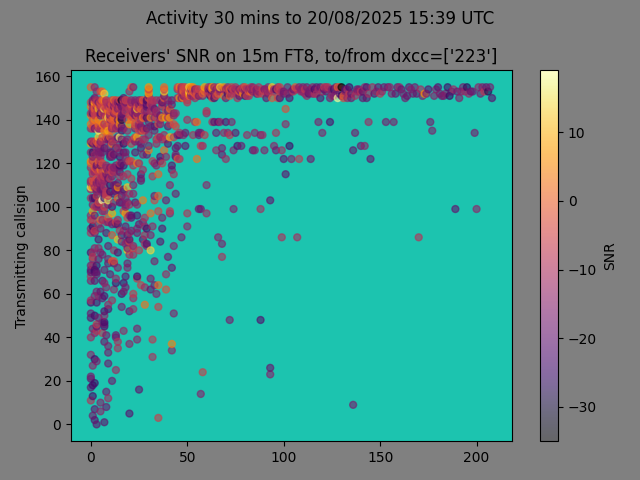 Activity 30 mins to 20/08/2025 15:39 UTC
Receivers' SNR on 15m FT8, to/from dxcc=['223']
160
140
120
100
80
60
40
20
0
Transmitting callsign
0 50 100 150 200
10
0
−10
−20
−30
SNR